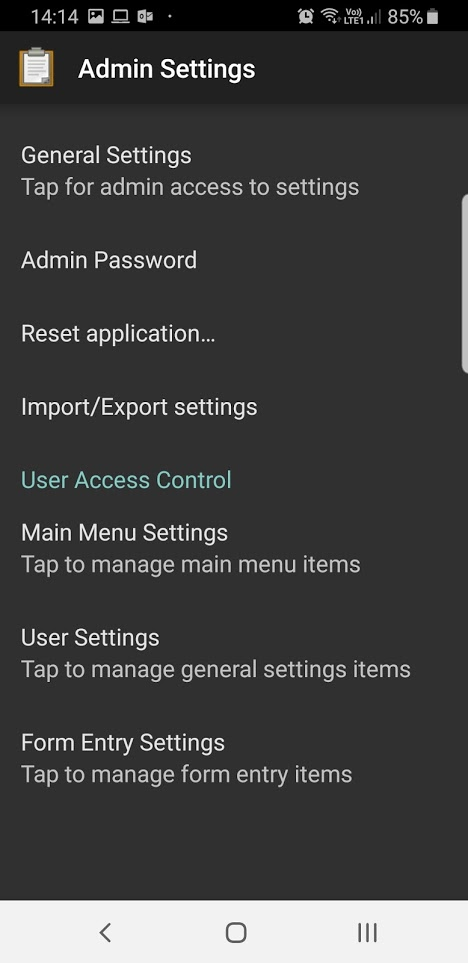 14:14 Vo)) LTE1 85%
Admin Settings
General Settings
Tap for admin access to settings
Admin Password
Reset application...
Import/Export settings
User Access Control
Main Menu Settings
Tap to manage main menu items
User Settings
Tap to manage general settings items
Form Entry Settings
Tap to manage form entry items